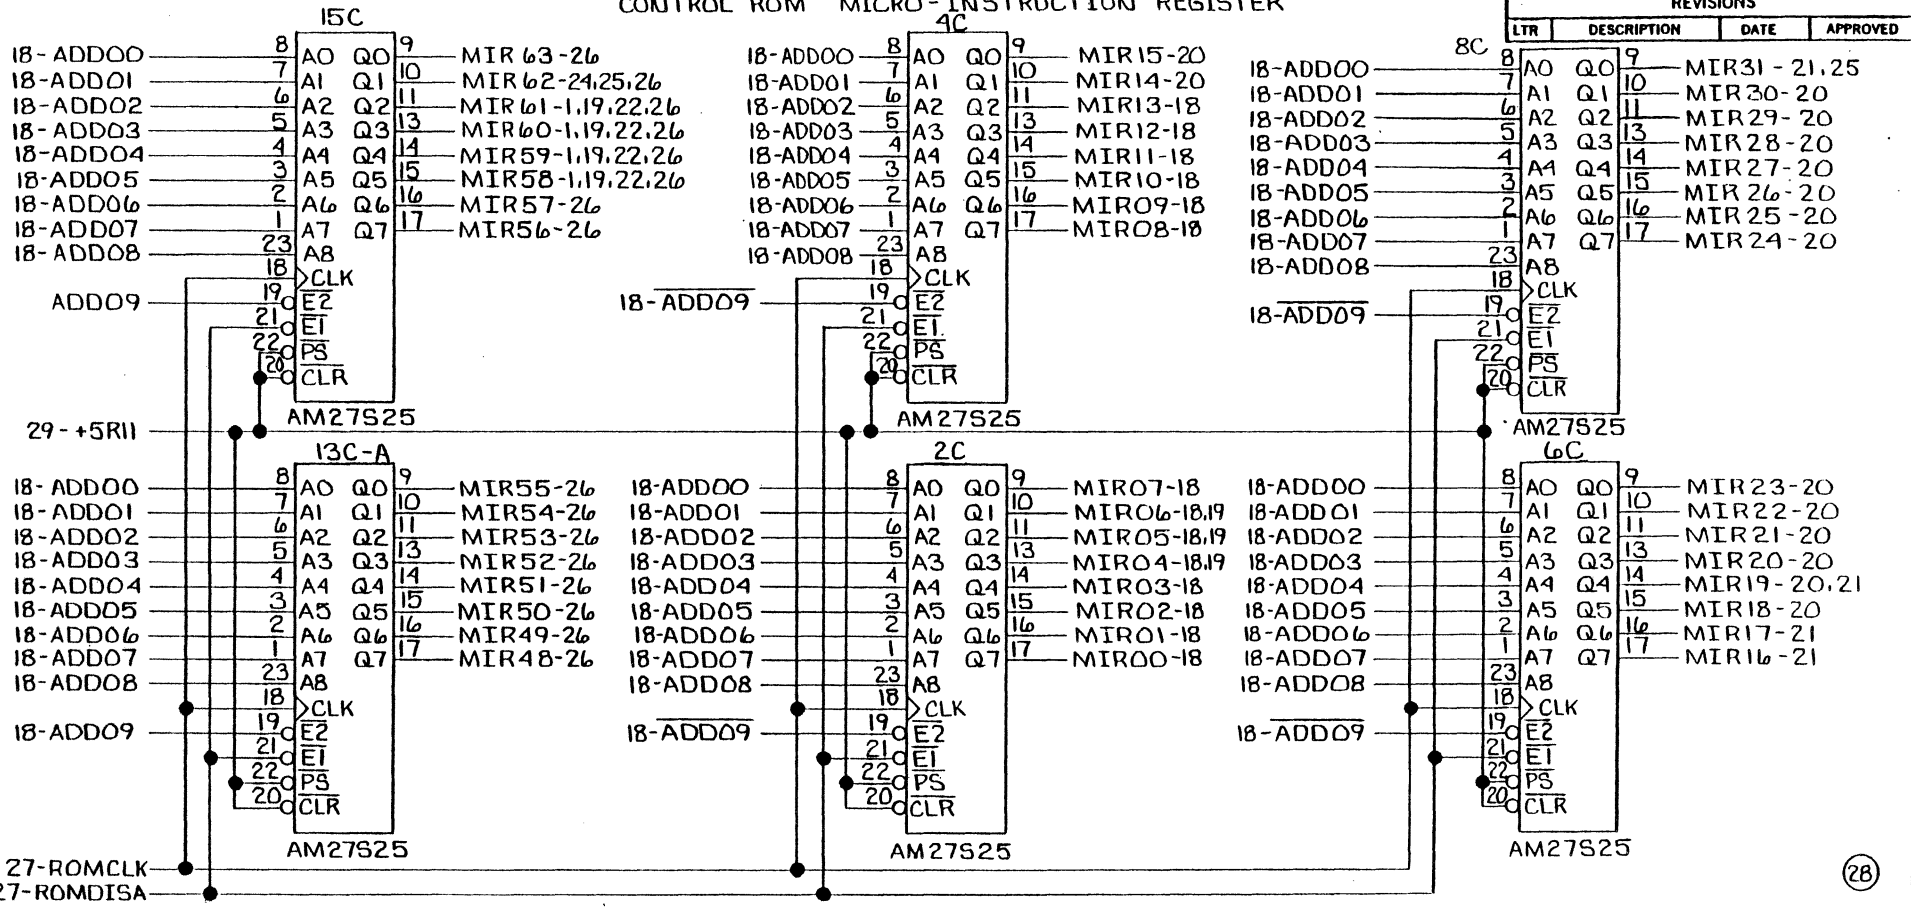 CONTROL ROM MICRO-INSTRUCTION REGISTER
REVISIONS
LTR DESCRIPTION DATE APPROVED
15C
18-ADD00 8 A0 Q0 9 MIR63-26
18-ADD01 7 A1 Q1 10 MIR62-24,25,26
18-ADD02 6 A2 Q2 11 MIR61-1,19,22,26
18-ADD03 5 A3 Q3 13 MIR60-1,19,22,26
18-ADD04 4 A4 Q4 14 MIR59-1,19,22,26
18-ADD05 3 A5 Q5 15 MIR58-1,19,22,26
18-ADD06 2 A6 Q6 16 MIR57-26
18-ADD07 1 A7 Q7 17 MIR56-26
18-ADD08 23 A8
18 CLK
ADD09 19 E2
21 E1
22 PS
20 CLR
AM27S25
4C
18-ADD00 8 A0 Q0 9 MIR15-20
18-ADD01 7 A1 Q1 10 MIR14-20
18-ADD02 6 A2 Q2 11 MIR13-18
18-ADD03 5 A3 Q3 13 MIR12-18
18-ADD04 4 A4 Q4 14 MIR11-18
18-ADD05 3 A5 Q5 15 MIR10-18
18-ADD06 2 A6 Q6 16 MIR09-18
18-ADD07 1 A7 Q7 17 MIR08-18
18-ADD08 23 A8
18 CLK
18-ADD09 19 E2
21 E1
22 PS
20 CLR
AM27S25
8C
18-ADD00 8 A0 Q0 9 MIR31-21,25
18-ADD01 7 A1 Q1 10 MIR30-20
18-ADD02 6 A2 Q2 11 MIR29-20
18-ADD03 5 A3 Q3 13 MIR28-20
18-ADD04 4 A4 Q4 14 MIR27-20
18-ADD05 3 A5 Q5 15 MIR26-20
18-ADD06 2 A6 Q6 16 MIR25-20
18-ADD07 1 A7 Q7 17 MIR24-20
18-ADD08 23 A8
18 CLK
18-ADD09 19 E2
21 E1
22 PS
20 CLR
AM27S25
29-+5R11
13C-A
18-ADD00 8 A0 Q0 9 MIR55-26
18-ADD01 7 A1 Q1 10 MIR54-26
18-ADD02 6 A2 Q2 11 MIR53-26
18-ADD03 5 A3 Q3 13 MIR52-26
18-ADD04 4 A4 Q4 14 MIR51-26
18-ADD05 3 A5 Q5 15 MIR50-26
18-ADD06 2 A6 Q6 16 MIR49-26
18-ADD07 1 A7 Q7 17 MIR48-26
18-ADD08 23 A8
18 CLK
18-ADD09 19 E2
21 E1
22 PS
20 CLR
AM27S25
2C
18-ADD00 8 A0 Q0 9 MIR07-18
18-ADD01 7 A1 Q1 10 MIR06-18,19
18-ADD02 6 A2 Q2 11 MIR05-18,19
18-ADD03 5 A3 Q3 13 MIR04-18,19
18-ADD04 4 A4 Q4 14 MIR03-18
18-ADD05 3 A5 Q5 15 MIR02-18
18-ADD06 2 A6 Q6 16 MIR01-18
18-ADD07 1 A7 Q7 17 MIR00-18
18-ADD08 23 A8
18 CLK
18-ADD09 19 E2
21 E1
22 PS
20 CLR
AM27S25
6C
18-ADD00 8 A0 Q0 9 MIR23-20
18-ADD01 7 A1 Q1 10 MIR22-20
18-ADD02 6 A2 Q2 11 MIR21-20
18-ADD03 5 A3 Q3 13 MIR20-20
18-ADD04 4 A4 Q4 14 MIR19-20,21
18-ADD05 3 A5 Q5 15 MIR18-20
18-ADD06 2 A6 Q6 16 MIR17-21
18-ADD07 1 A7 Q7 17 MIR16-21
18-ADD08 23 A8
18 CLK
18-ADD09 19 E2
21 E1
22 PS
20 CLR
AM27S25
27-ROMCLK
27-ROMDISA
28